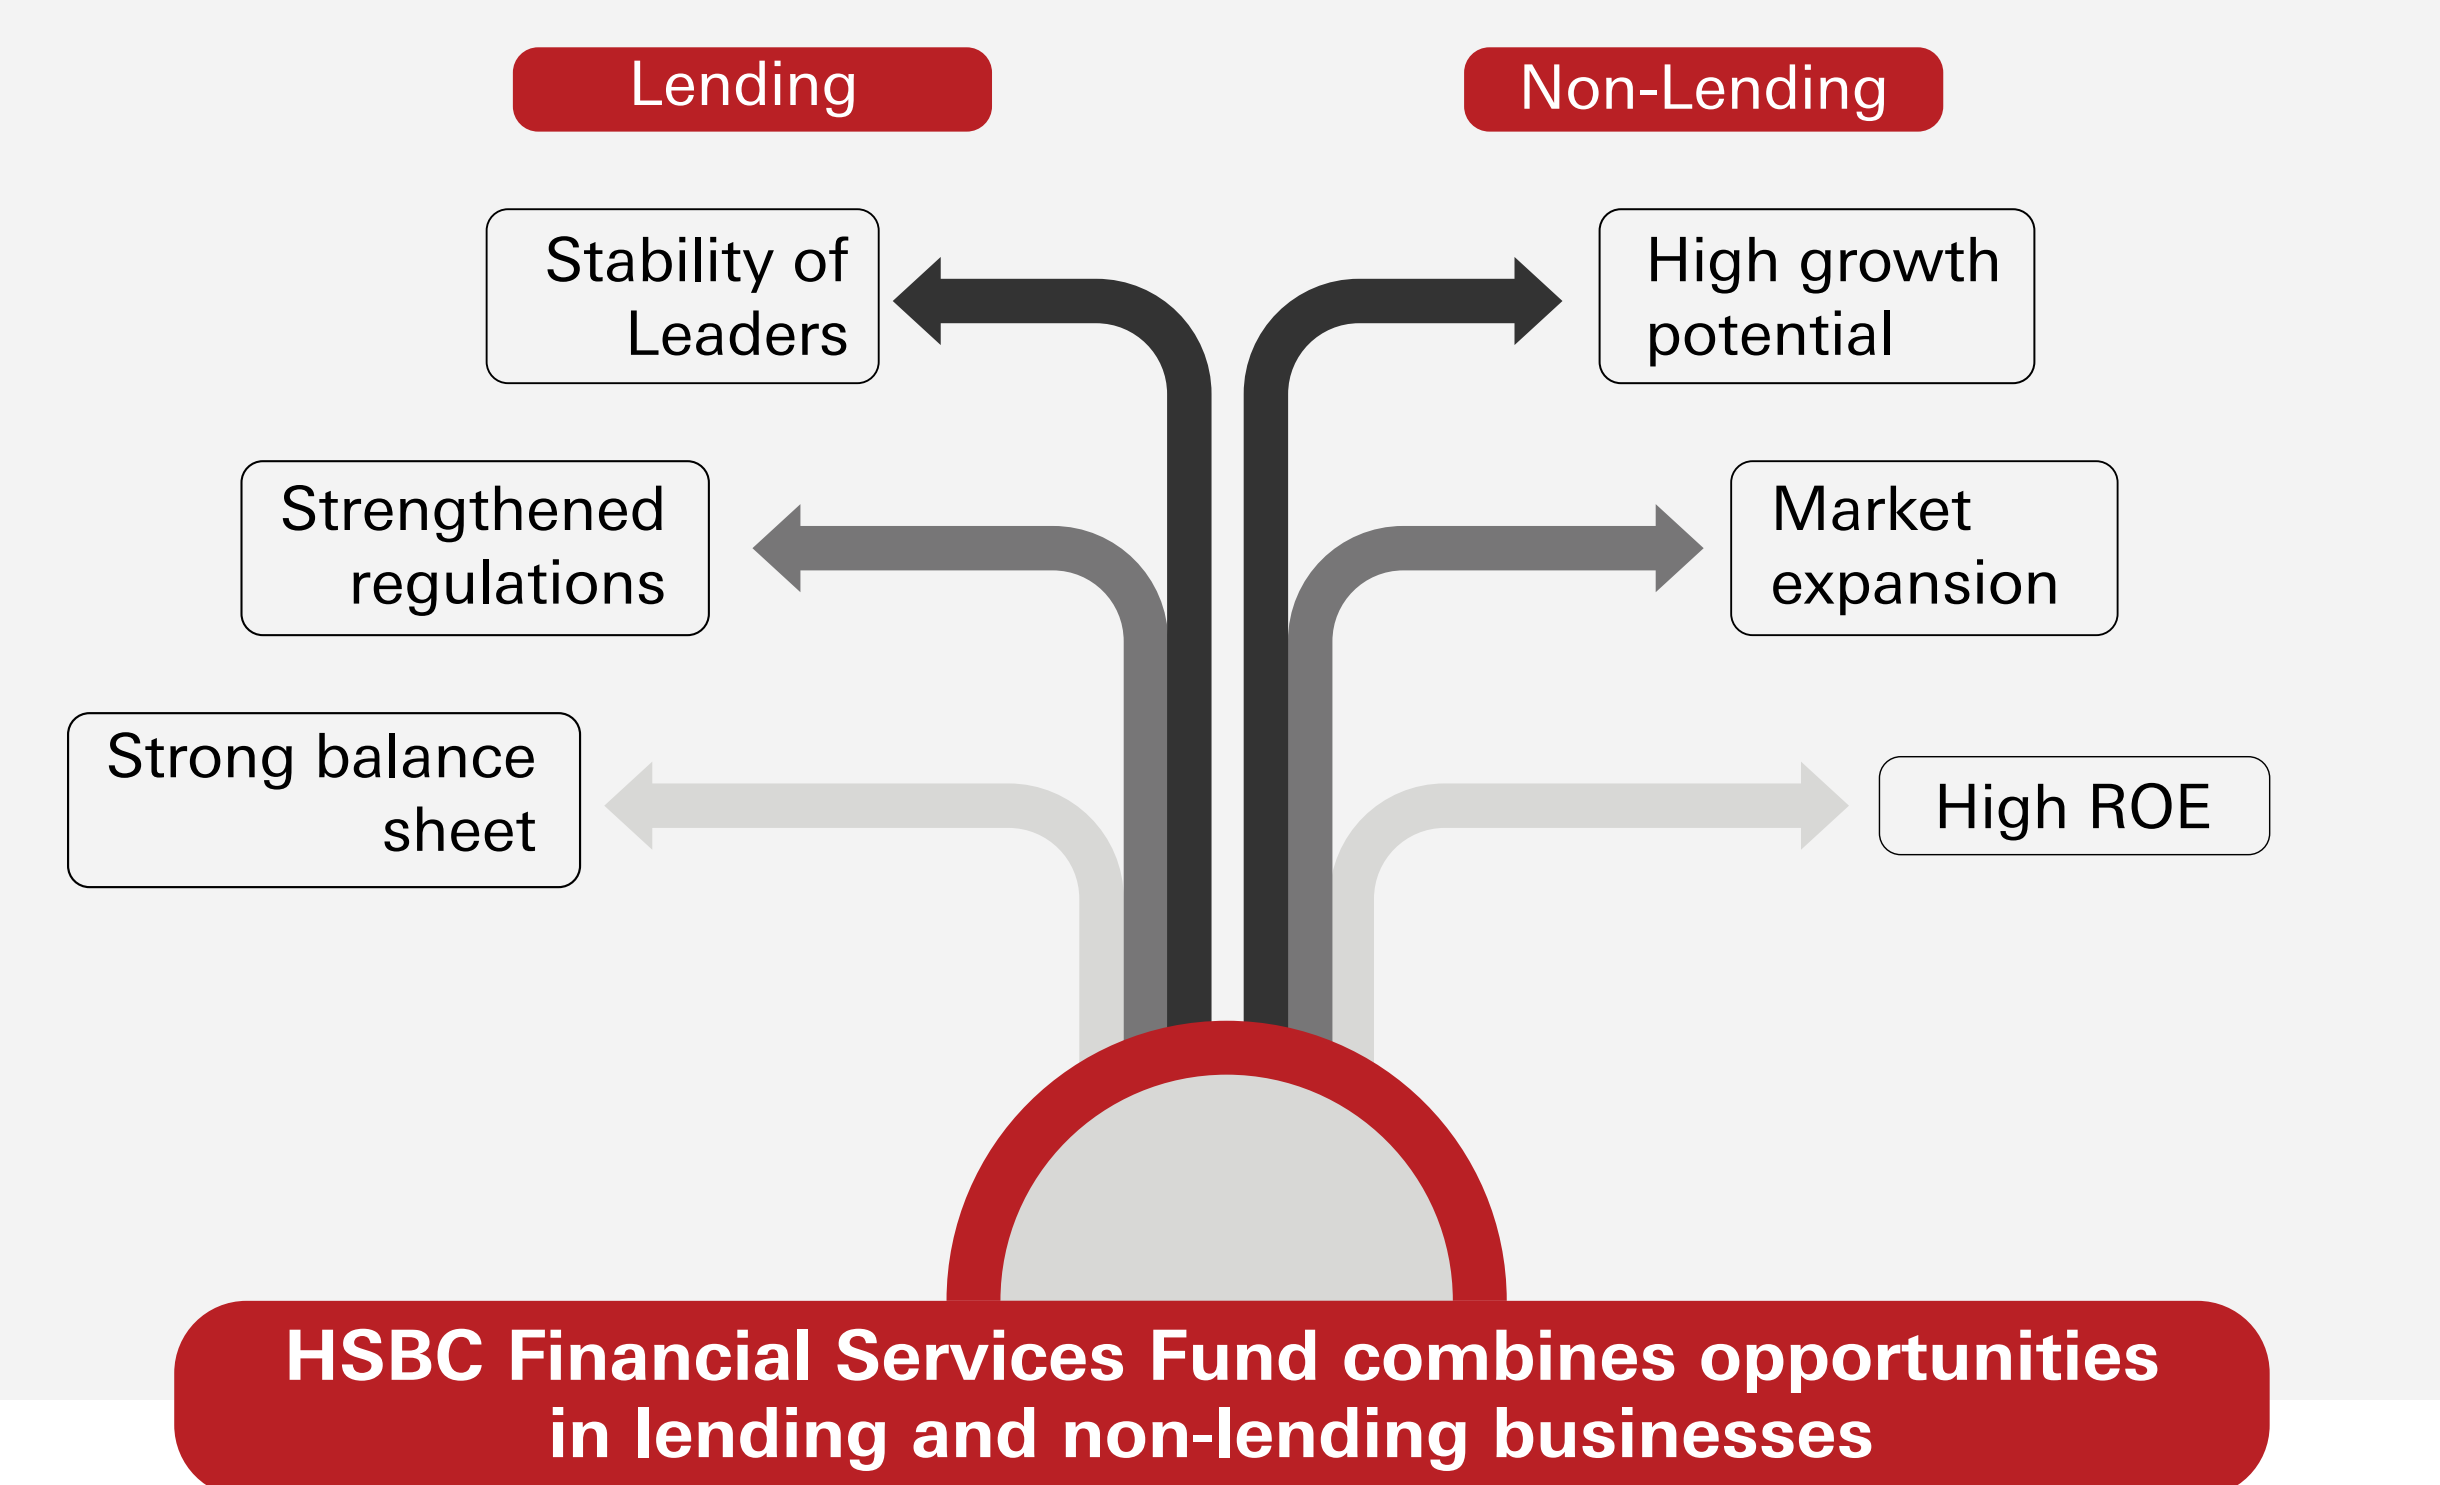 Lending
Non-Lending
Stability of
Leaders
High growth
potential
Strengthened
regulations
Market
expansion
Strong balance
sheet
High ROE
HSBC Financial Services Fund combines opportunities
in lending and non-lending businesses